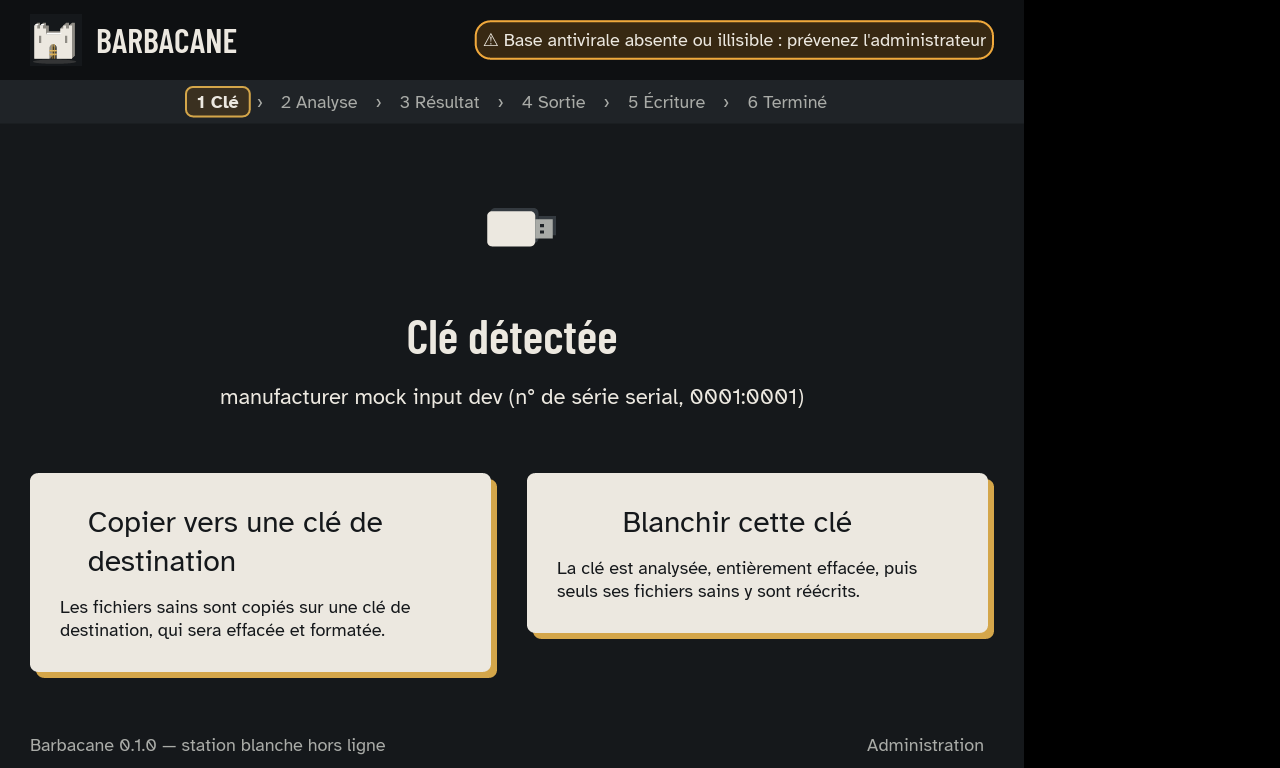 BARBACANE
⚠ Base antivirale absente ou illisible : prévenez l'administrateur
1 Clé › 2 Analyse › 3 Résultat › 4 Sortie › 5 Écriture › 6 Terminé
Clé détectée
manufacturer mock input dev (n° de série serial, 0001:0001)
Copier vers une clé de
destination
Les fichiers sains sont copiés sur une clé de
destination, qui sera effacée et formatée.
Blanchir cette clé
La clé est analysée, entièrement effacée, puis
seuls ses fichiers sains y sont réécrits.
Barbacane 0.1.0 — station blanche hors ligne
Administration